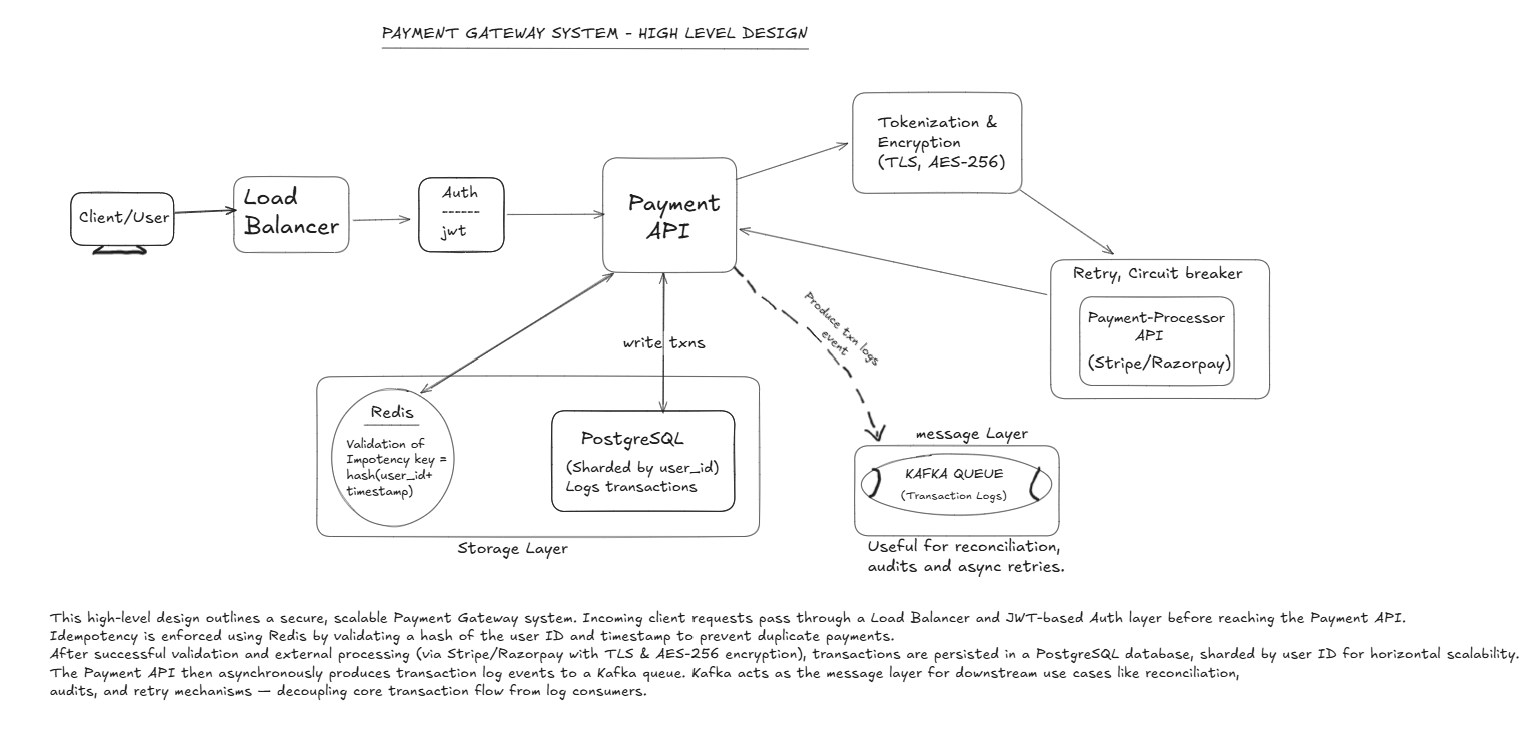 PAYMENT GATEWAY SYSTEM - HIGH LEVEL DESIGN
Client/User
Load
Balancer
Auth
------
jwt
Payment
API
Tokenization &
Encryption
(TLS, AES-256)
Retry, Circuit breaker
Payment-Processor
API
(Stripe/Razorpay)
write txns
Produce txn logs
event
Redis
Validation of
Impotency key =
hash(user_id+
timestamp)
PostgreSQL
(Sharded by user_id)
Logs transactions
Storage Layer
message Layer
KAFKA QUEUE
(Transaction Logs)
Useful for reconciliation,
audits and async retries.
This high-level design outlines a secure, scalable Payment Gateway system. Incoming client requests pass through a Load Balancer and JWT-based Auth layer before reaching the Payment API.
Idempotency is enforced using Redis by validating a hash of the user ID and timestamp to prevent duplicate payments.
After successful validation and external processing (via Stripe/Razorpay with TLS & AES-256 encryption), transactions are persisted in a PostgreSQL database, sharded by user ID for horizontal scalability.
The Payment API then asynchronously produces transaction log events to a Kafka queue. Kafka acts as the message layer for downstream use cases like reconciliation,
audits, and retry mechanisms — decoupling core transaction flow from log consumers.